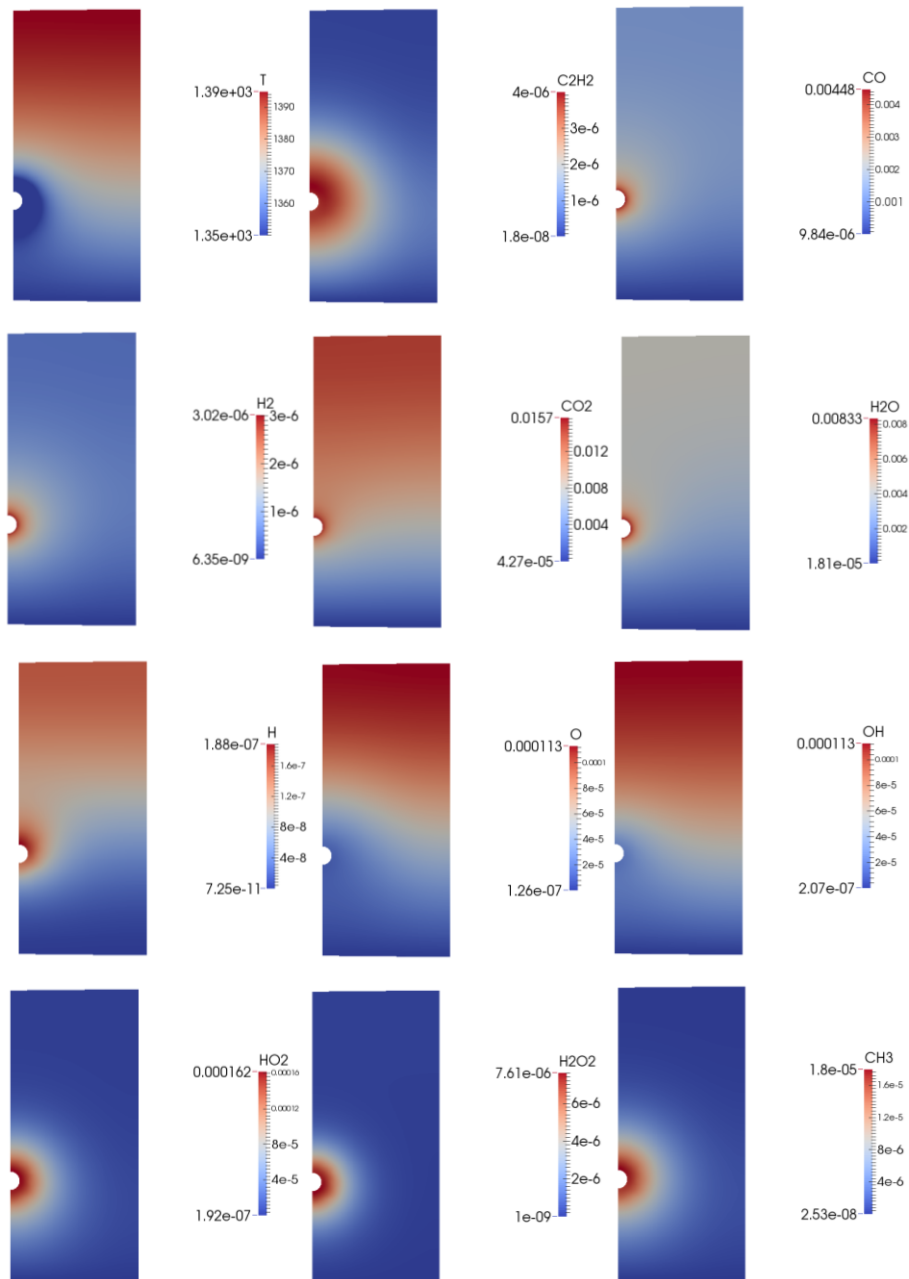 T
1.39e+03
1390
1380
1370
1360
1.35e+03
C2H2
4e-06
3e-6
2e-6
1e-6
1.8e-08
CO
0.00448
0.004
0.003
0.002
0.001
9.84e-06
H2
3.02e-06
3e-6
2e-6
1e-6
6.35e-09
CO2
0.0157
0.012
0.008
0.004
4.27e-05
H2O
0.00833
0.008
0.006
0.004
0.002
1.81e-05
H
1.88e-07
1.6e-7
1.2e-7
8e-8
4e-8
7.25e-11
O
0.000113
0.0001
8e-5
6e-5
4e-5
2e-5
1.26e-07
OH
0.000113
0.0001
8e-5
6e-5
4e-5
2e-5
2.07e-07
HO2
0.000162
0.00016
0.00012
8e-5
4e-5
1.92e-07
H2O2
7.61e-06
6e-6
4e-6
2e-6
1e-09
CH3
1.8e-05
1.6e-5
1.2e-5
8e-6
4e-6
2.53e-08